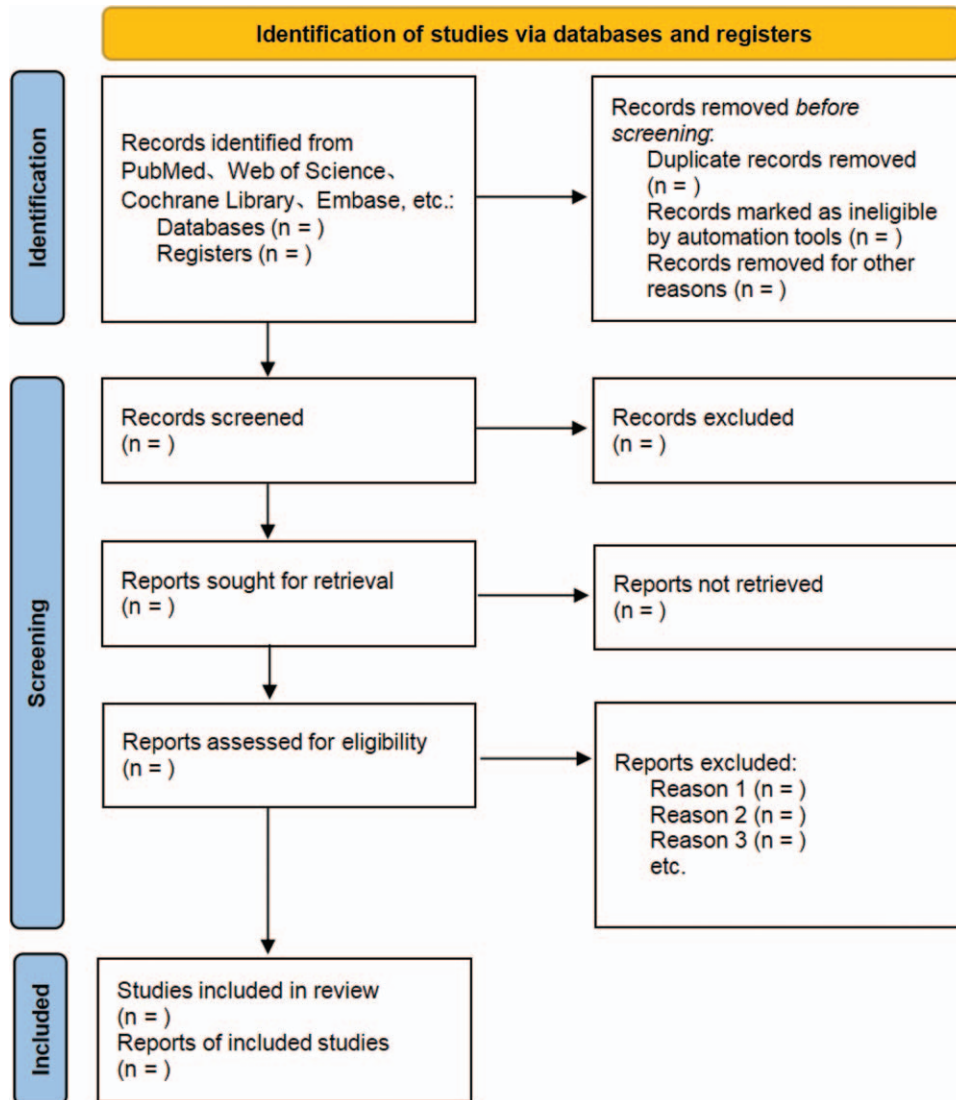 Identification of studies via databases and registers
Identification
Records identified from
PubMed、Web of Science、
Cochrane Library、Embase, etc.:
Databases (n = )
Registers (n = )
Records removed before
screening:
Duplicate records removed
(n = )
Records marked as ineligible
by automation tools (n = )
Records removed for other
reasons (n = )
Screening
Records screened
(n = )
Records excluded
(n = )
Reports sought for retrieval
(n = )
Reports not retrieved
(n = )
Reports assessed for eligibility
(n = )
Reports excluded:
Reason 1 (n = )
Reason 2 (n = )
Reason 3 (n = )
etc.
Included
Studies included in review
(n = )
Reports of included studies
(n = )